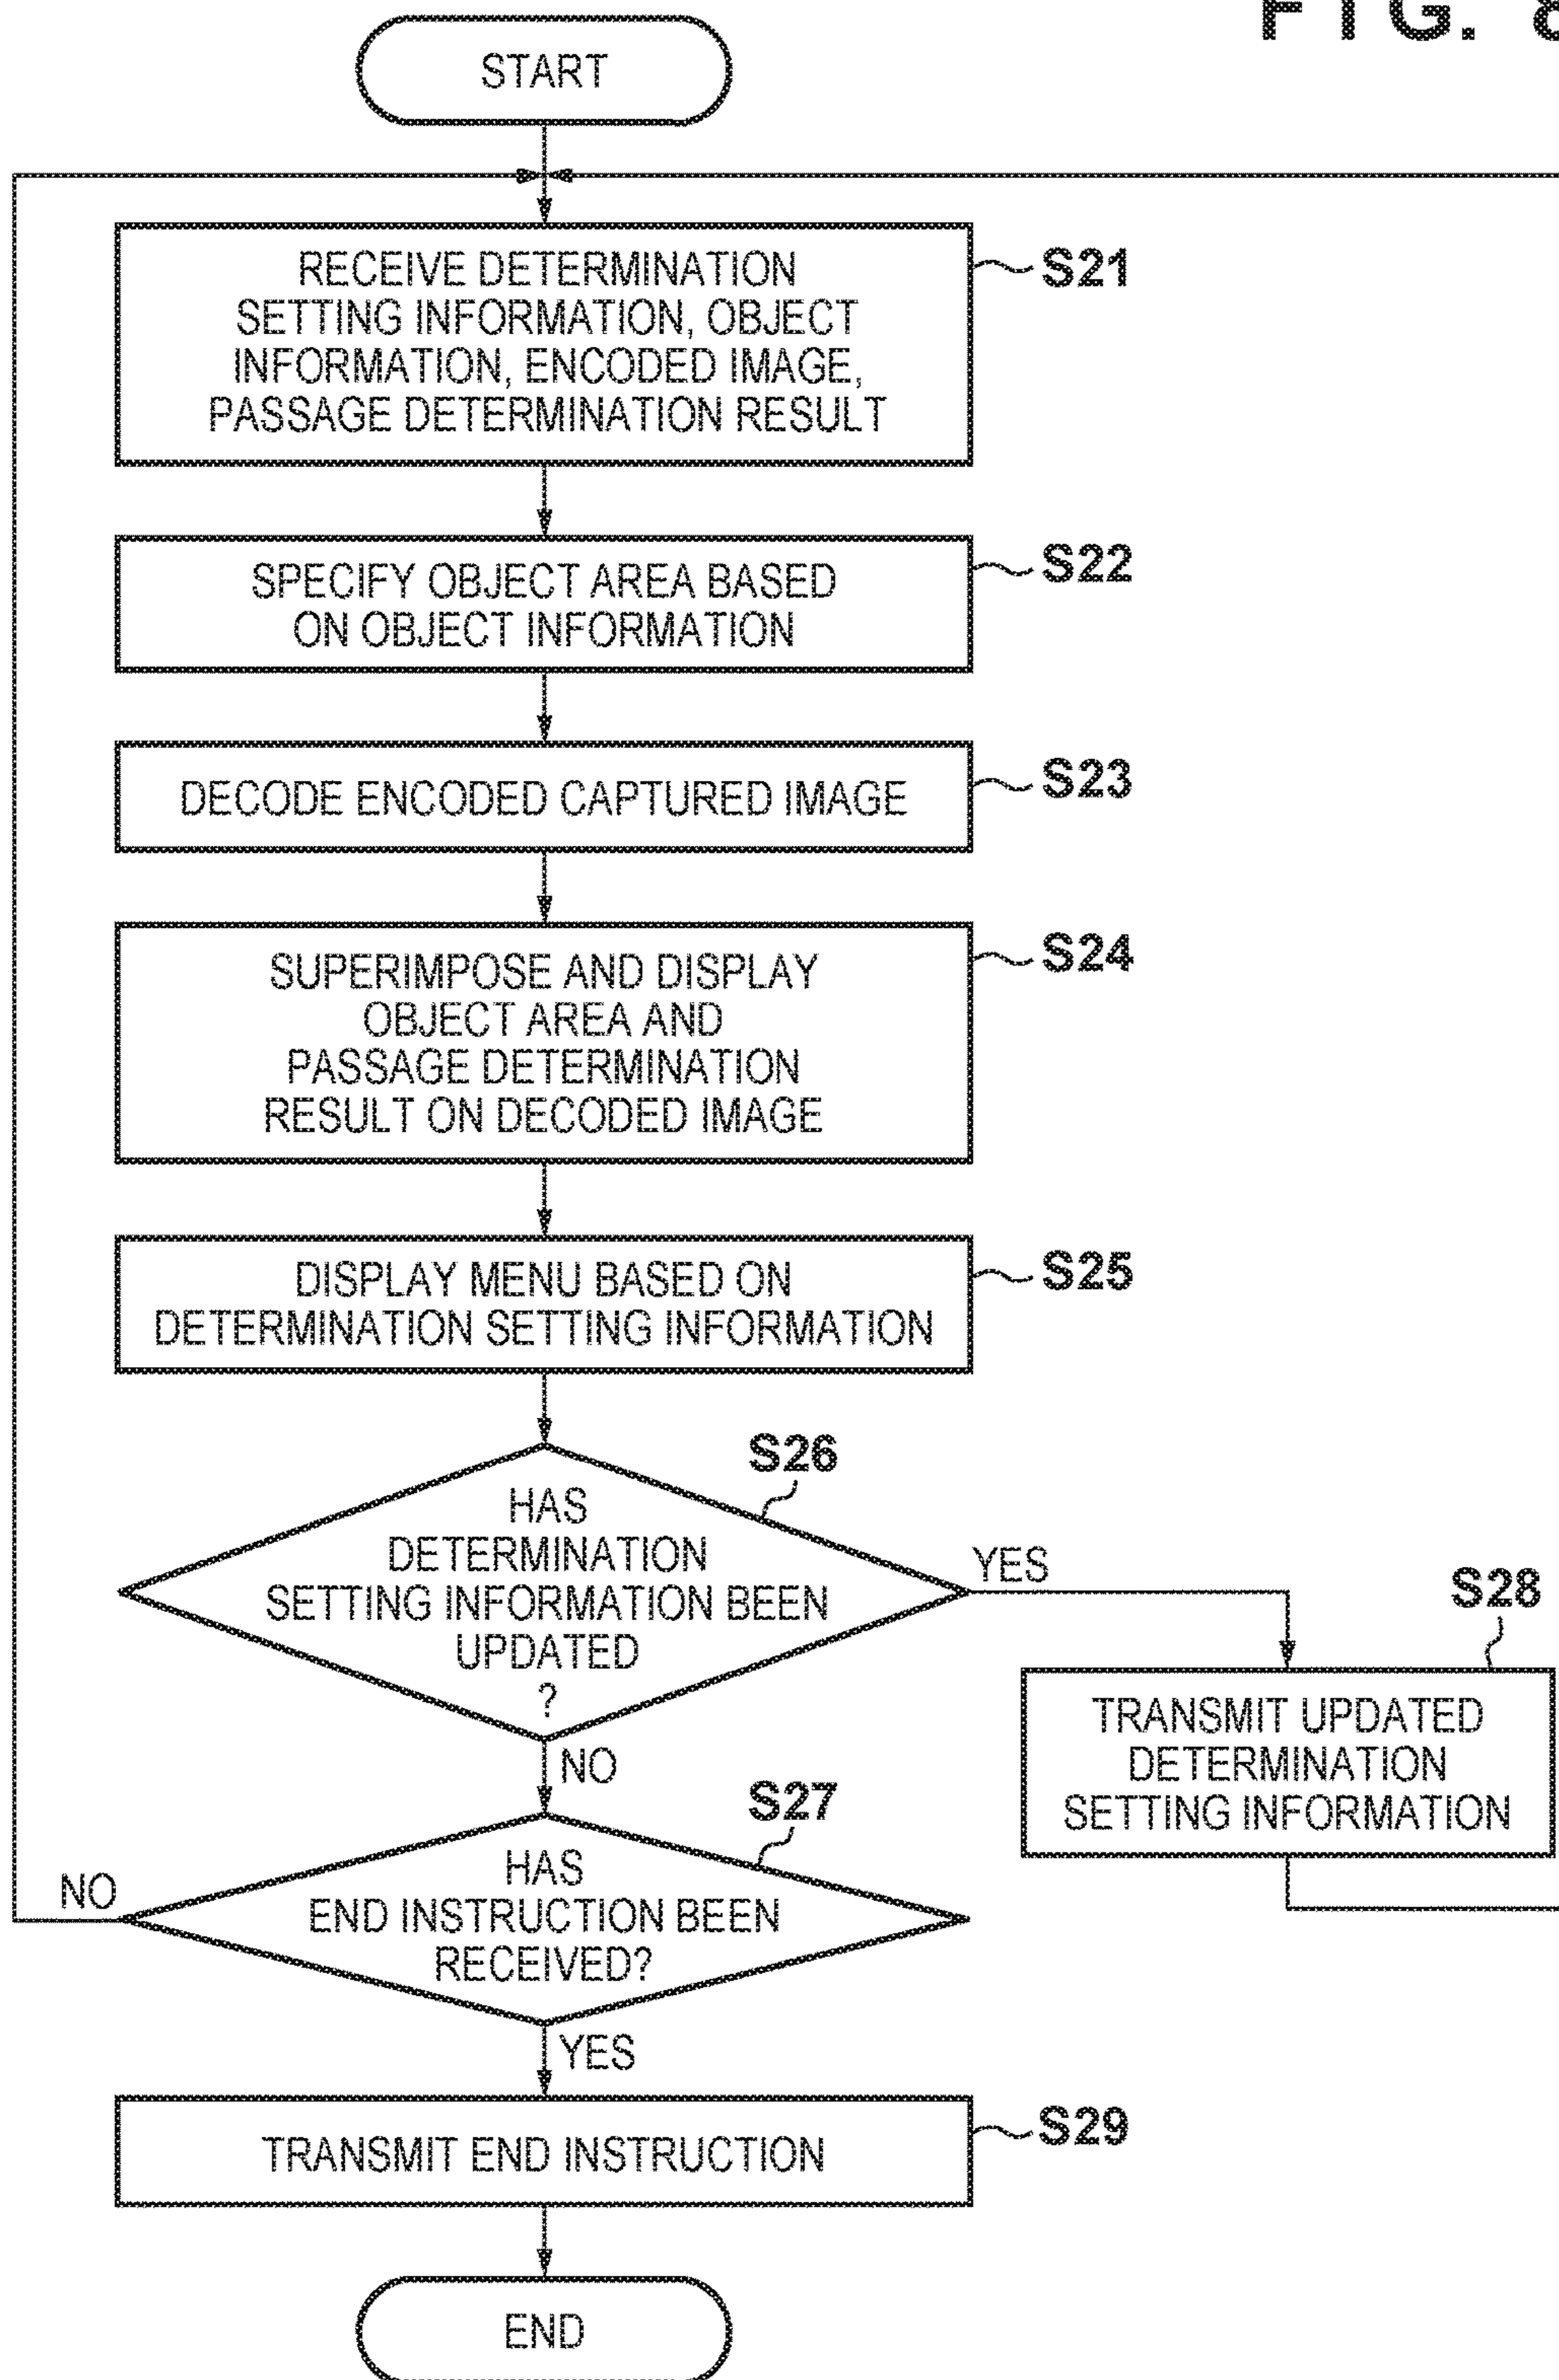 FIG. 8
START
RECEIVE DETERMINATION
SETTING INFORMATION, OBJECT
INFORMATION, ENCODED IMAGE,
PASSAGE DETERMINATION RESULT
S21
SPECIFY OBJECT AREA BASED
ON OBJECT INFORMATION
S22
DECODE ENCODED CAPTURED IMAGE
S23
SUPERIMPOSE AND DISPLAY
OBJECT AREA AND
PASSAGE DETERMINATION
RESULT ON DECODED IMAGE
S24
DISPLAY MENU BASED ON
DETERMINATION SETTING INFORMATION
S25
S26
HAS
DETERMINATION
SETTING INFORMATION BEEN
UPDATED
?
YES
NO
S28
TRANSMIT UPDATED
DETERMINATION
SETTING INFORMATION
S27
HAS
END INSTRUCTION BEEN
RECEIVED?
NO
YES
TRANSMIT END INSTRUCTION
S29
END